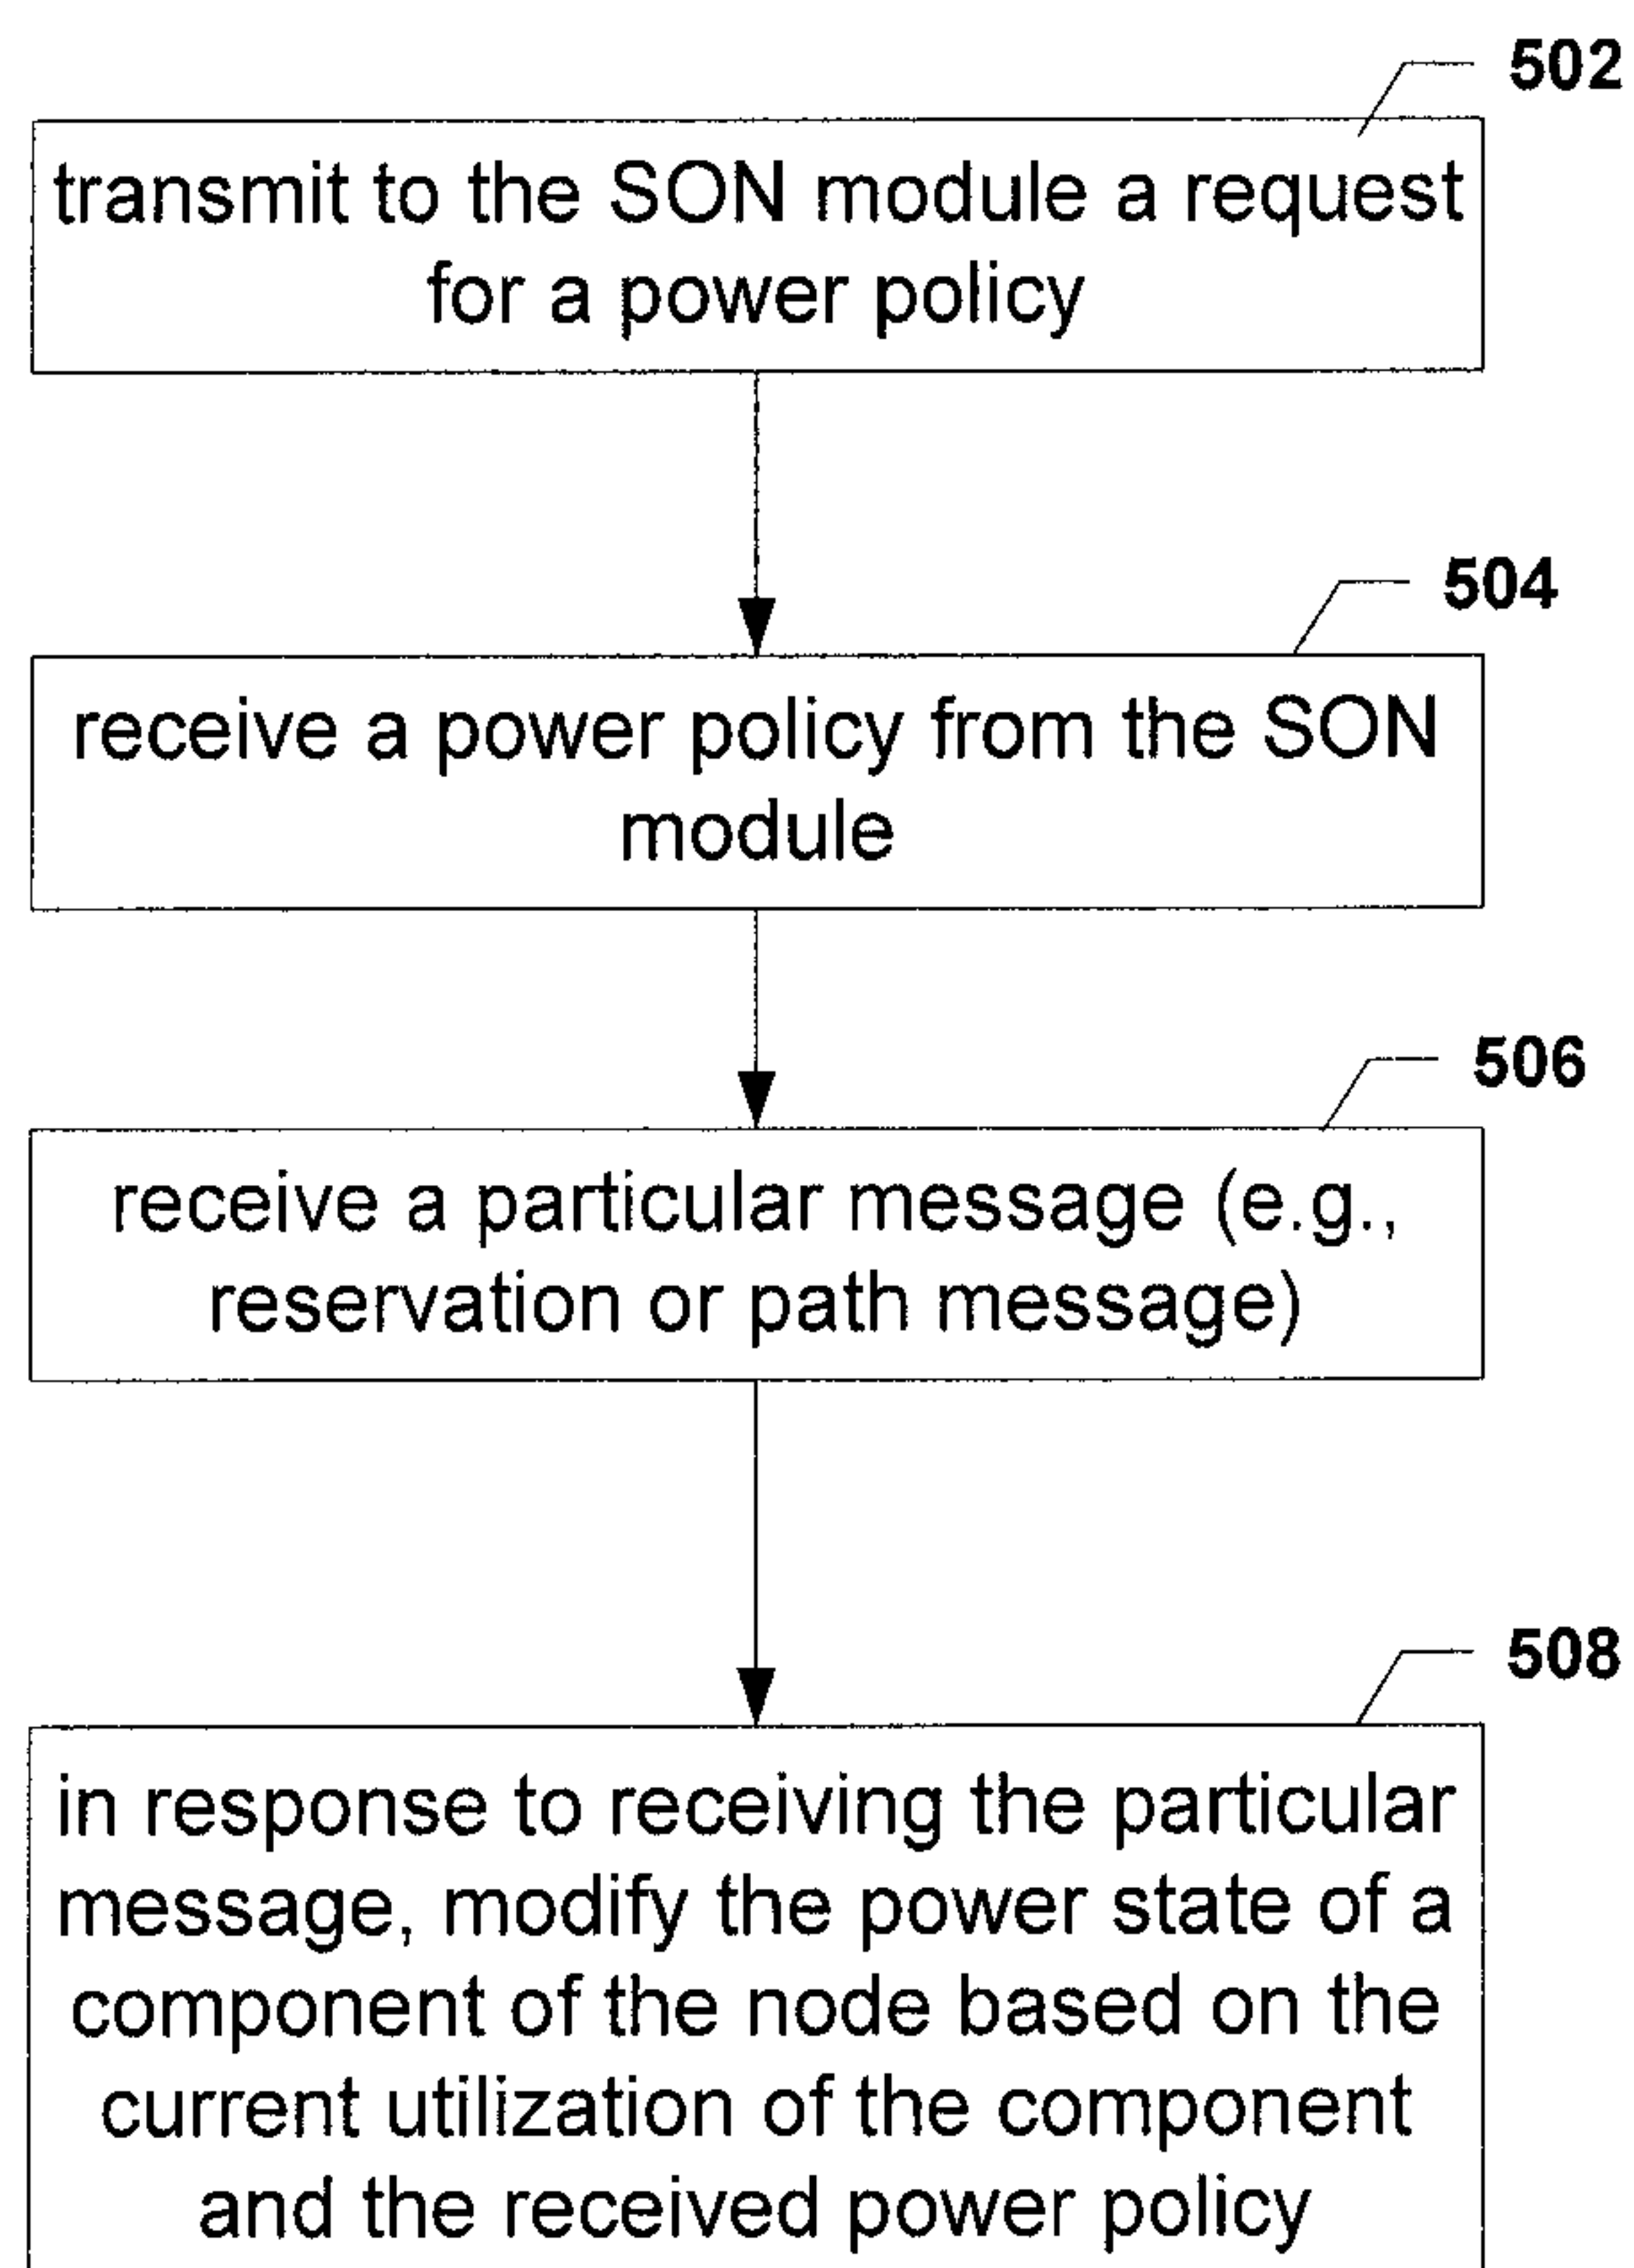 502
transmit to the SON module a request
for a power policy
504
receive a power policy from the SON
module
506
receive a particular message (e.g.,
reservation or path message)
508
in response to receiving the particular
message, modify the power state of a
component of the node based on the
current utilization of the component
and the received power policy